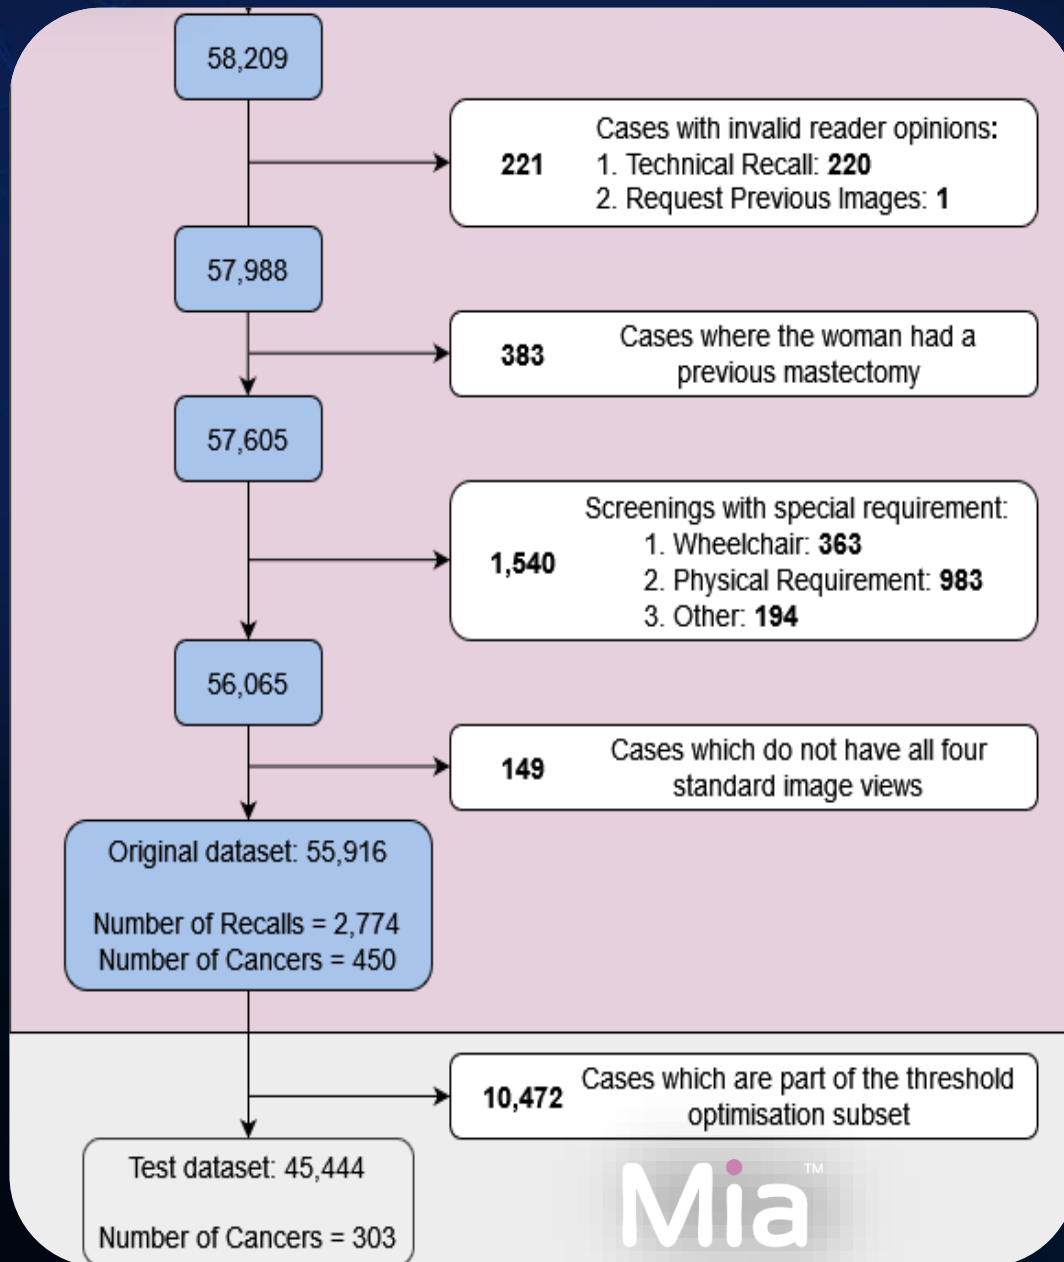 58,209
Cases with invalid reader opinions:
221
1. Technical Recall: 220
2. Request Previous Images: 1
57,988
383
Cases where the woman had a
previous mastectomy
57,605
Screenings with special requirement:
1,540
1. Wheelchair: 363
2. Physical Requirement: 983
3. Other: 194
56,065
149
Cases which do not have all four
standard image views
Original dataset: 55,916
Number of Recalls = 2,774
Number of Cancers = 450
10,472
Cases which are part of the threshold
optimisation subset
Test dataset: 45,444
Number of Cancers = 303
Mia™